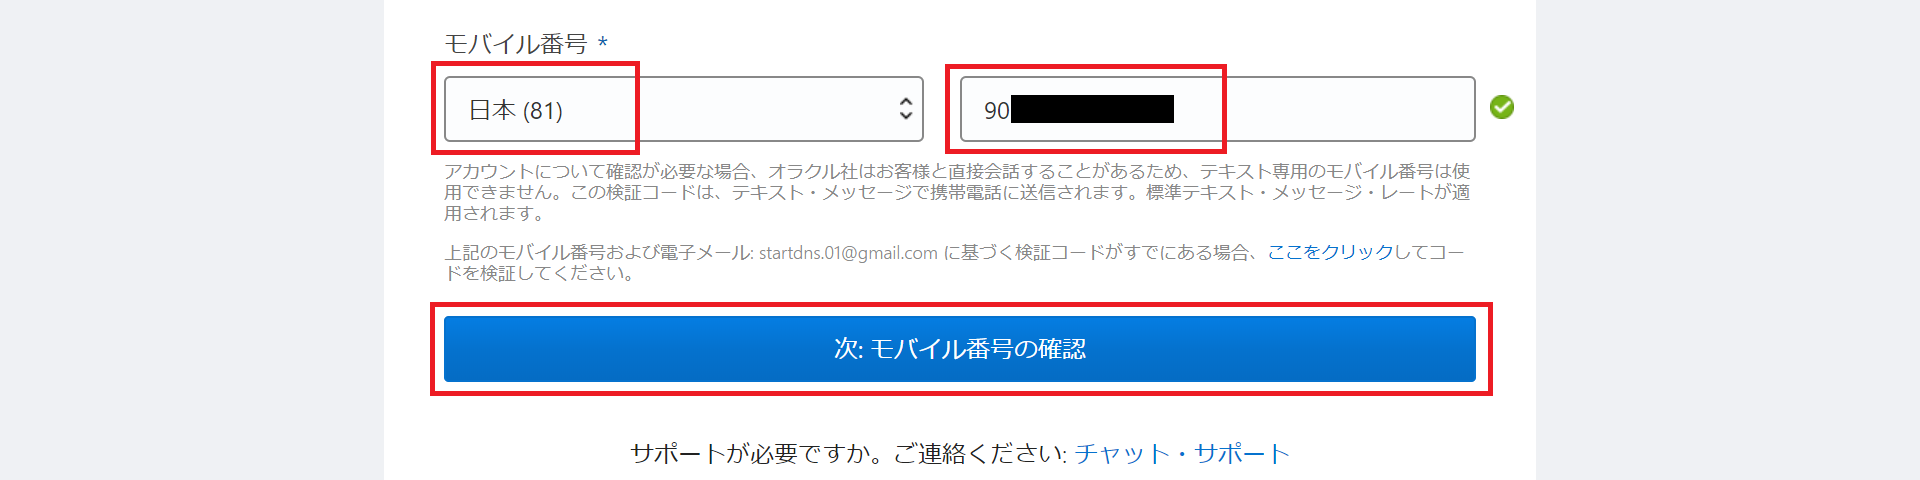 モバイル番号 *
日本 (81)
90
アカウントについて確認が必要な場合、オラクル社はお客様と直接会話することがあるため、テキスト専用のモバイル番号は使
用できません。この検証コードは、テキスト・メッセージで携帯電話に送信されます。標準テキスト・メッセージ・レートが適
用されます。
上記のモバイル番号および電子メール: startdns.01@gmail.com に基づく検証コードがすでにある場合、ここをクリックしてコー
ドを検証してください。
次: モバイル番号の確認
サポートが必要ですか。ご連絡ください: チャット・サポート